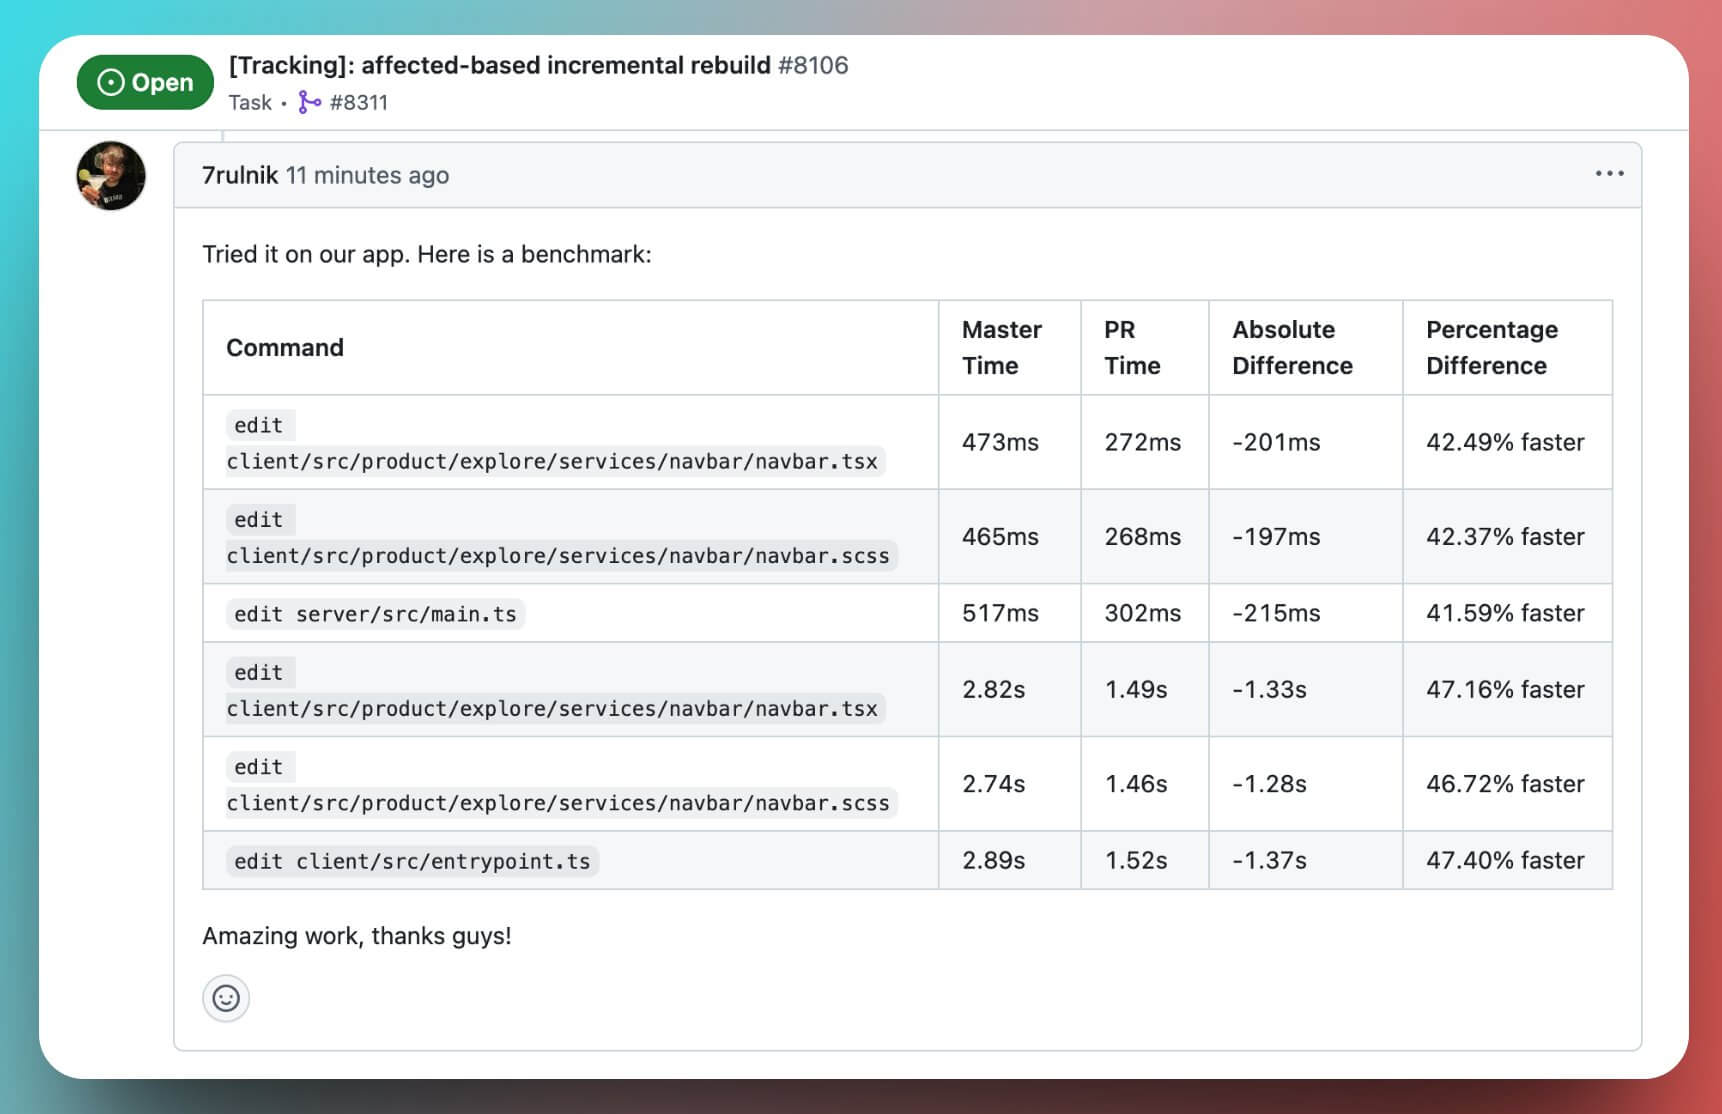 Open
[Tracking]: affected-based incremental rebuild #8106
Task • #8311
7rulnik 11 minutes ago
Tried it on our app. Here is a benchmark:
Command
Master Time
PR Time
Absolute Difference
Percentage Difference
edit
client/src/product/explore/services/navbar/navbar.tsx
473ms
272ms
-201ms
42.49% faster
edit
client/src/product/explore/services/navbar/navbar.scss
465ms
268ms
-197ms
42.37% faster
edit server/src/main.ts
517ms
302ms
-215ms
41.59% faster
edit
client/src/product/explore/services/navbar/navbar.tsx
2.82s
1.49s
-1.33s
47.16% faster
edit
client/src/product/explore/services/navbar/navbar.scss
2.74s
1.46s
-1.28s
46.72% faster
edit client/src/entrypoint.ts
2.89s
1.52s
-1.37s
47.40% faster
Amazing work, thanks guys!